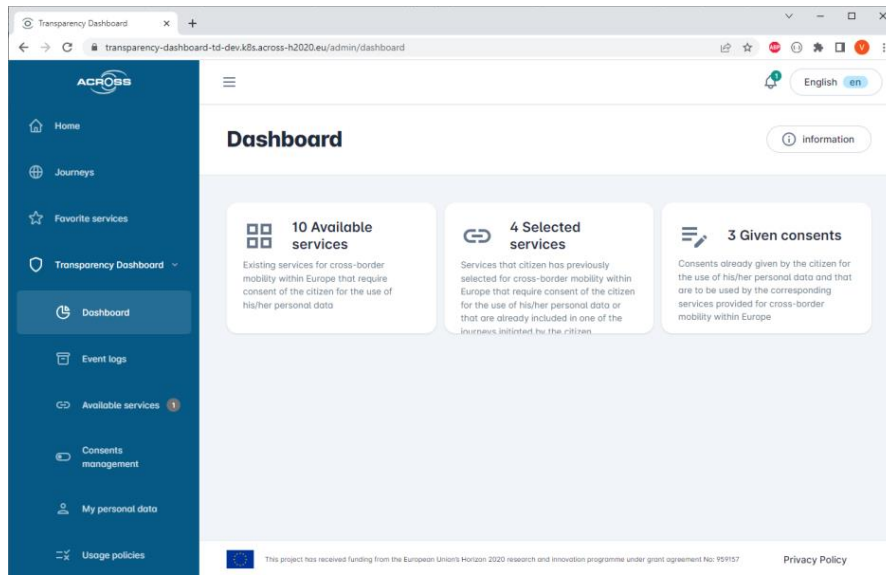 Transparency Dashboard
transparency-dashboard-td-dev.k8s.across-h2020.eu/admin/dashboard
ABP
V
ACROSS
1
English en
Home
Journeys
Favorite services
Transparency Dashboard
Dashboard
Event logs
Available services 1
Consents
management
My personal data
Usage policies
Dashboard
information
10 Available
services
Existing services for cross-border
mobility within Europe that require
consent of the citizen for the use of
his/her personal data
4 Selected
services
Services that citizen has previously
selected for cross-border mobility within
Europe that require consent of the citizen
for the use of his/her personal data or
that are already included in one of the
journeys initiated by the citizen
3 Given consents
Consents already given by the citizen for
the use of his/her personal data and that
are to be used by the corresponding
services provided for cross-border
mobility within Europe
This project has received funding from the European Union's Horizon 2020 research and innovation programme under grant agreement No: 959157
Privacy Policy